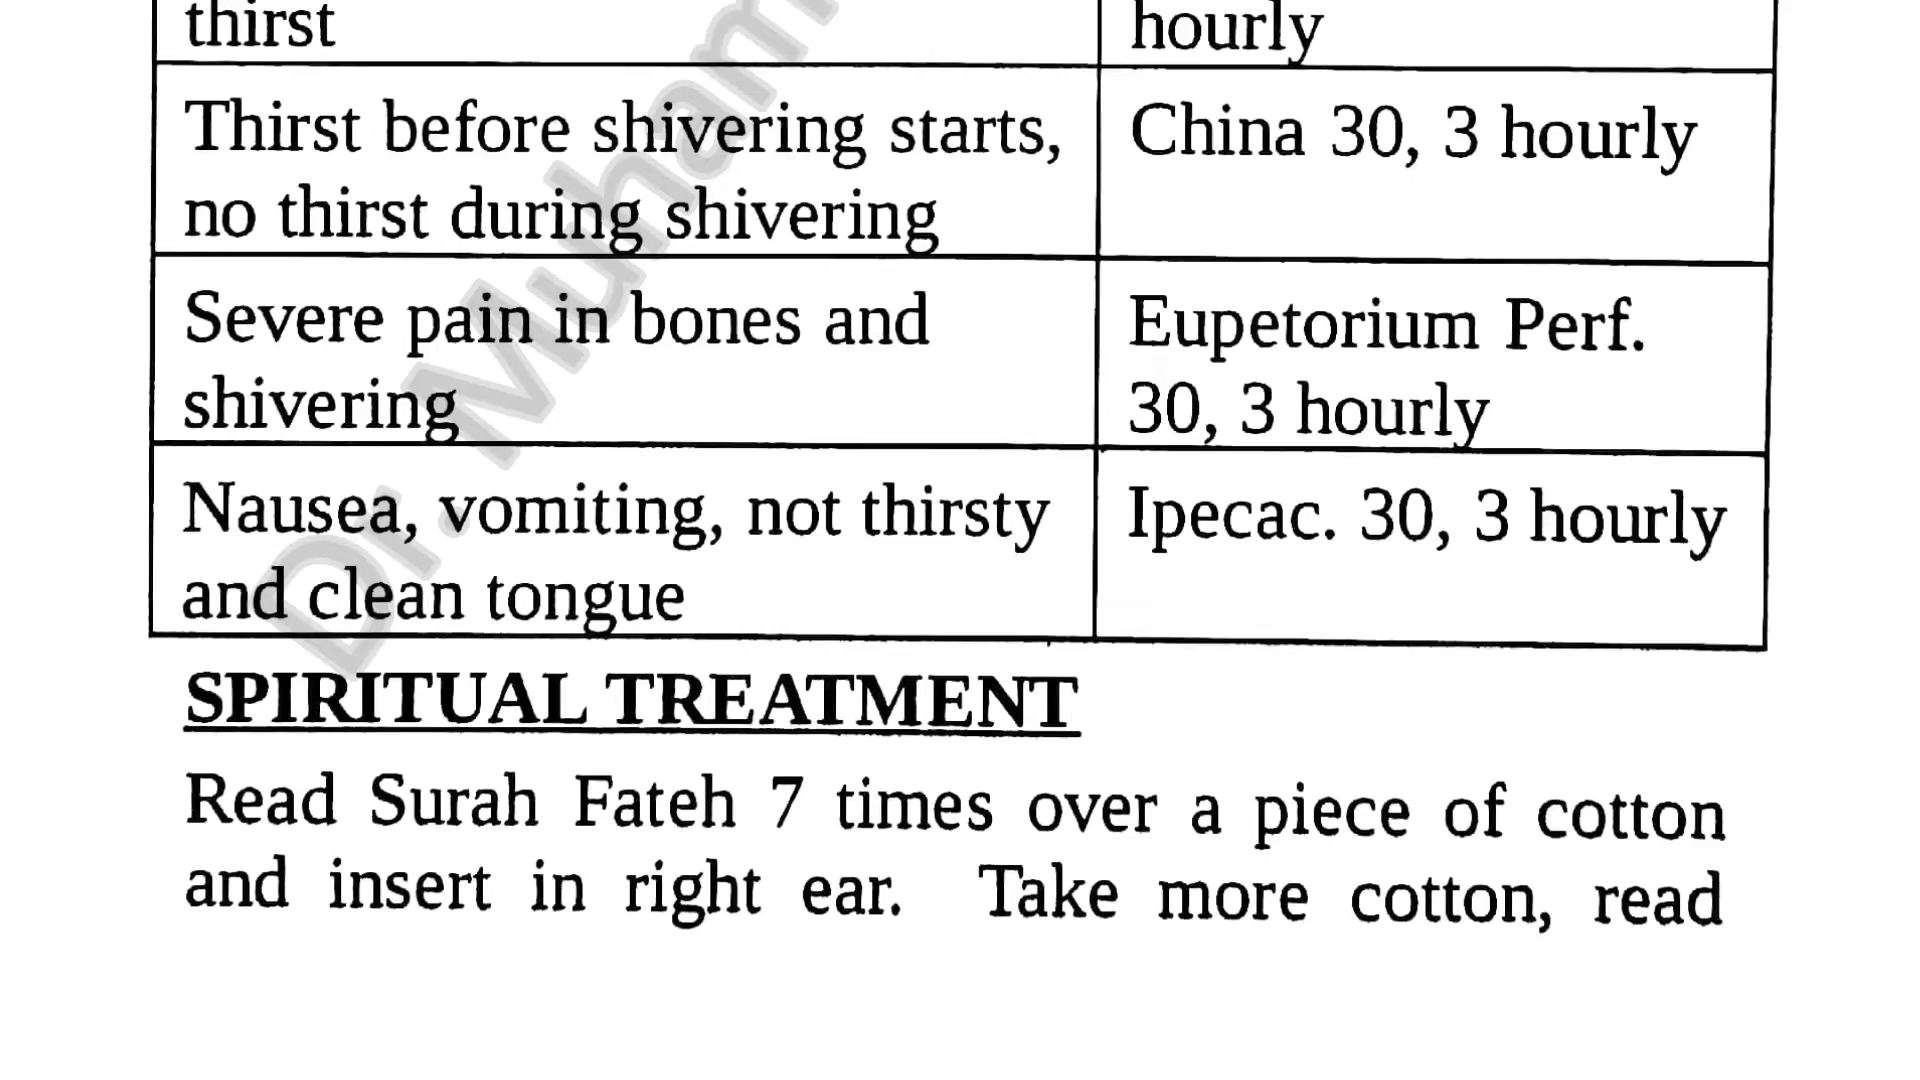 thirst
hourly
Thirst before shivering starts,
no thirst during shivering
China 30, 3 hourly
Severe pain in bones and
shivering
Eupetorium Perf.
30, 3 hourly
Nausea, vomiting, not thirsty
and clean tongue
Ipecac. 30, 3 hourly
SPIRITUAL TREATMENT
Read Surah Fateh 7 times over a piece of cotton
and insert in right ear. Take more cotton, read
Dr. Muham